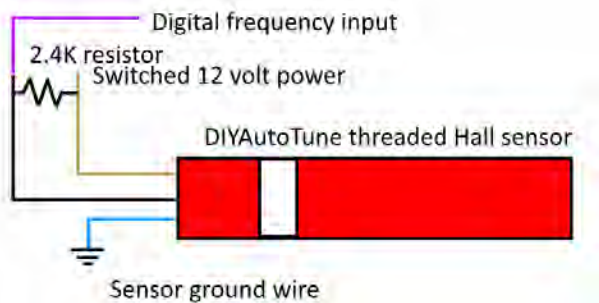 Digital frequency input
2.4K resistor
Switched 12 volt power
DIYAutoTune threaded Hall sensor
Sensor ground wire